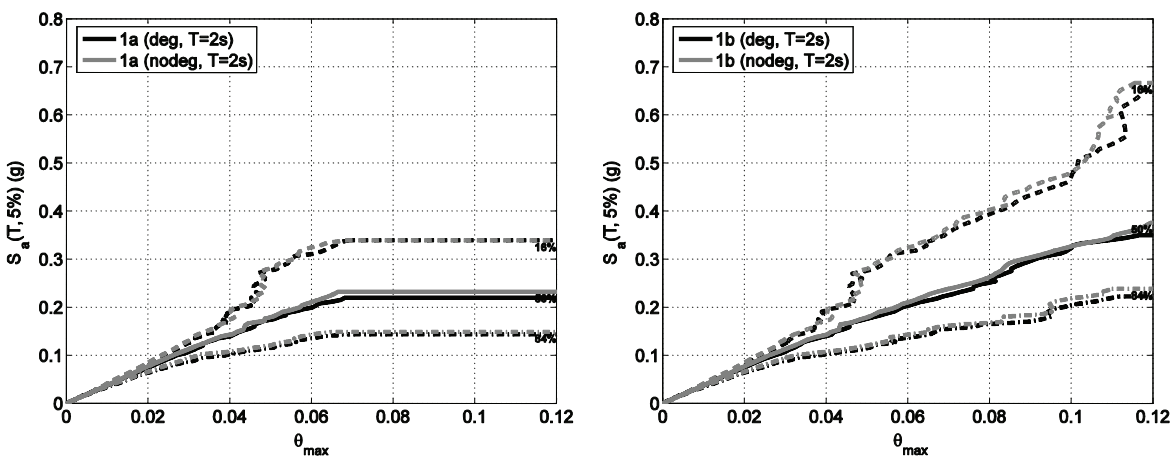 0.8
0.7
0.6
0.5
0.4
0.3
0.2
0.1
0
S a (T, 5%) (g)
1a (deg, T=2s)
1a (nodeg, T=2s)
16%
50%
84%
0 0.02 0.04 0.06 0.08 0.1 0.12
θ max
0.8
0.7
0.6
0.5
0.4
0.3
0.2
0.1
0
S a (T, 5%) (g)
1b (deg, T=2s)
1b (nodeg, T=2s)
16%
50%
84%
0 0.02 0.04 0.06 0.08 0.1 0.12
θ max